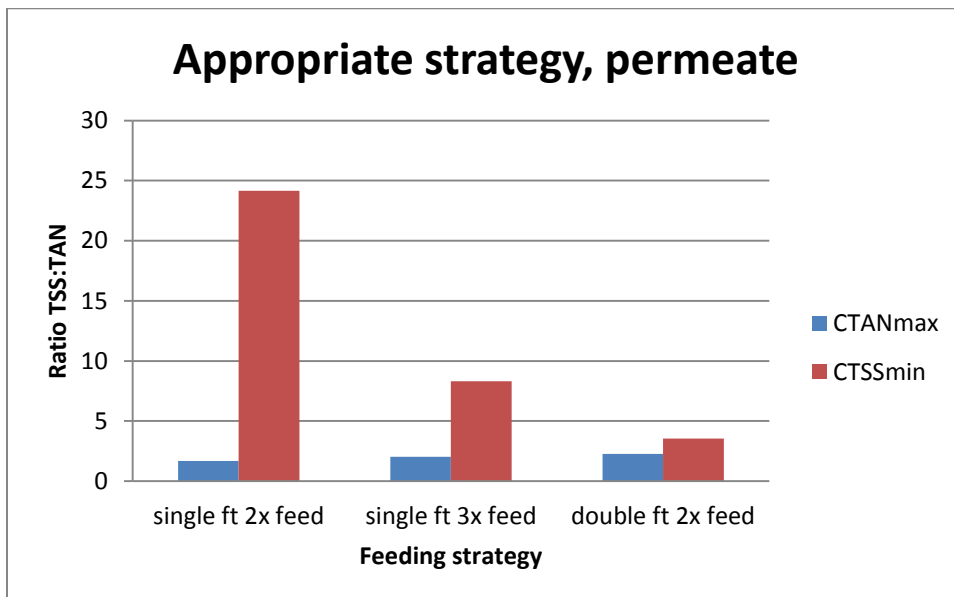 Appropriate strategy, permeate
30
25
20
15
10
5
0
Ratio TSS:TAN
single ft 2x feed
single ft 3x feed
double ft 2x feed
Feeding strategy
CTANmax
CTSSmin